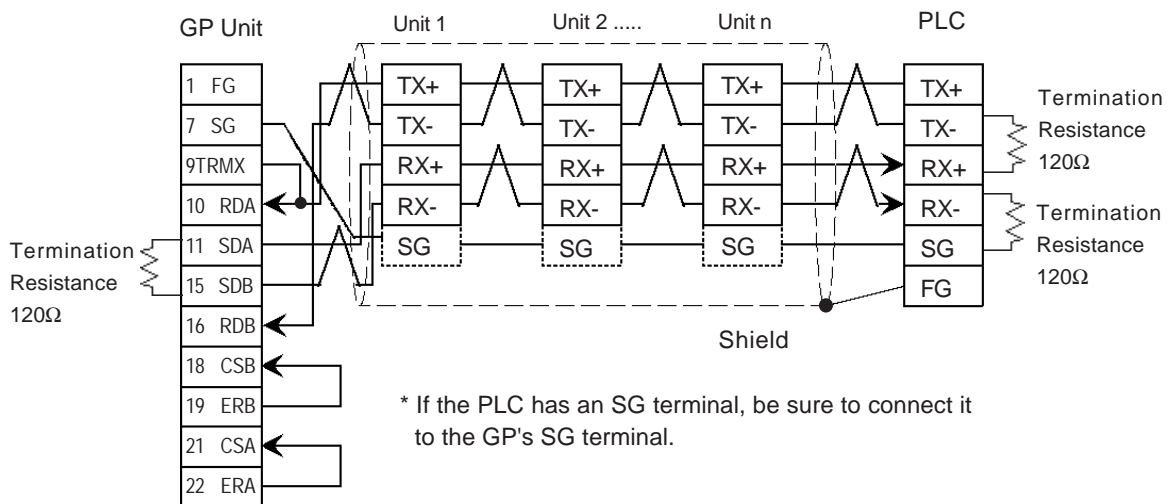 GP Unit
Unit 1
Unit 2 .....
Unit n
PLC
1 FG
7 SG
9TRMX
10 RDA
11 SDA
15 SDB
16 RDB
18 CSB
19 ERB
21 CSA
22 ERA
Termination
Resistance
120Ω
TX+
TX-
RX+
RX-
SG
TX+
TX-
RX+
RX-
SG
TX+
TX-
RX+
RX-
SG
TX+
TX-
RX+
RX-
SG
FG
Termination
Resistance
120Ω
Termination
Resistance
120Ω
Shield
* If the PLC has an SG terminal, be sure to connect it
to the GP's SG terminal.